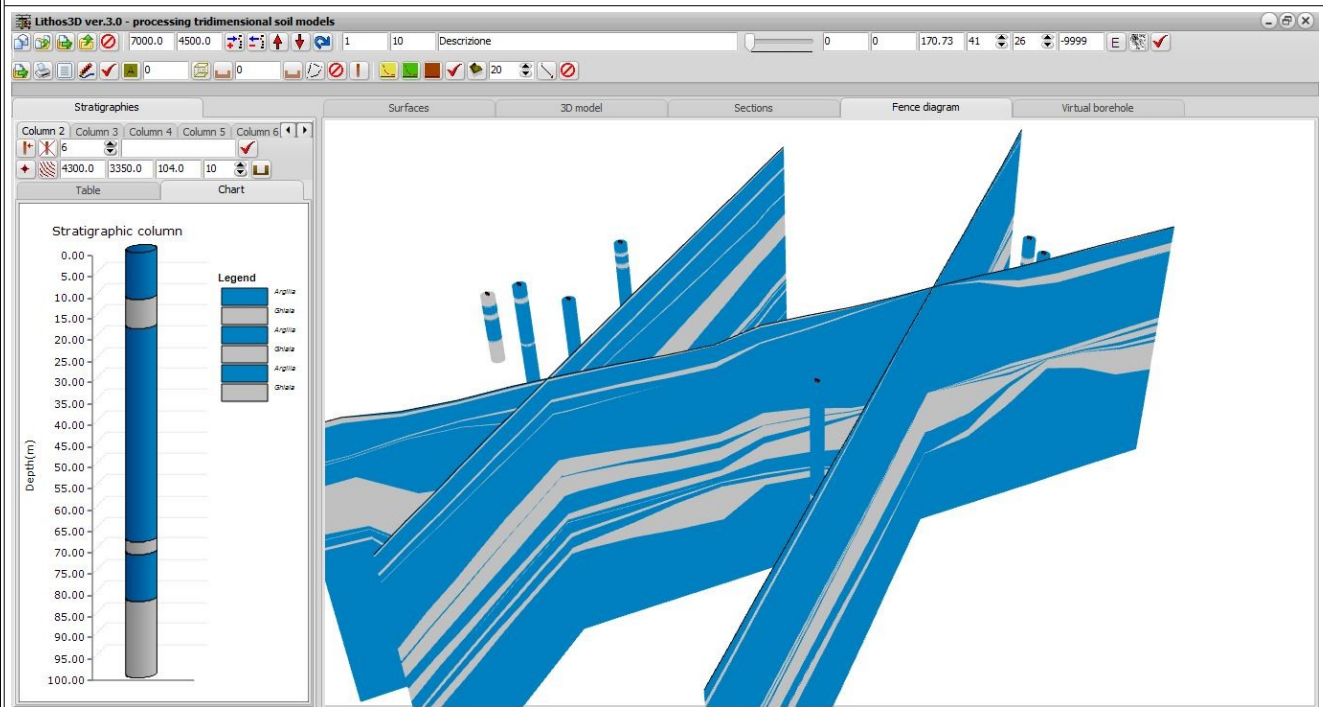 Lithos3D ver.3.0 - processing tridimensional soil models
7000.0 4500.0 1 10 Descrizione 0 0 170.73 41 26 -9999 E
A 0 0 20
Stratigraphies
Surfaces 3D model Sections Fence diagram Virtual borehole
Column 2 Column 3 Column 4 Column 5 Column 6
6
4300.0 3350.0 104.0 10
Table Chart
Stratigraphic column
Depth(m)
0.00
5.00
10.00
15.00
20.00
25.00
30.00
35.00
40.00
45.00
50.00
55.00
60.00
65.00
70.00
75.00
80.00
85.00
90.00
95.00
100.00
Legend
Argilla
Ghiaia
Argilla
Ghiaia
Argilla
Ghiaia